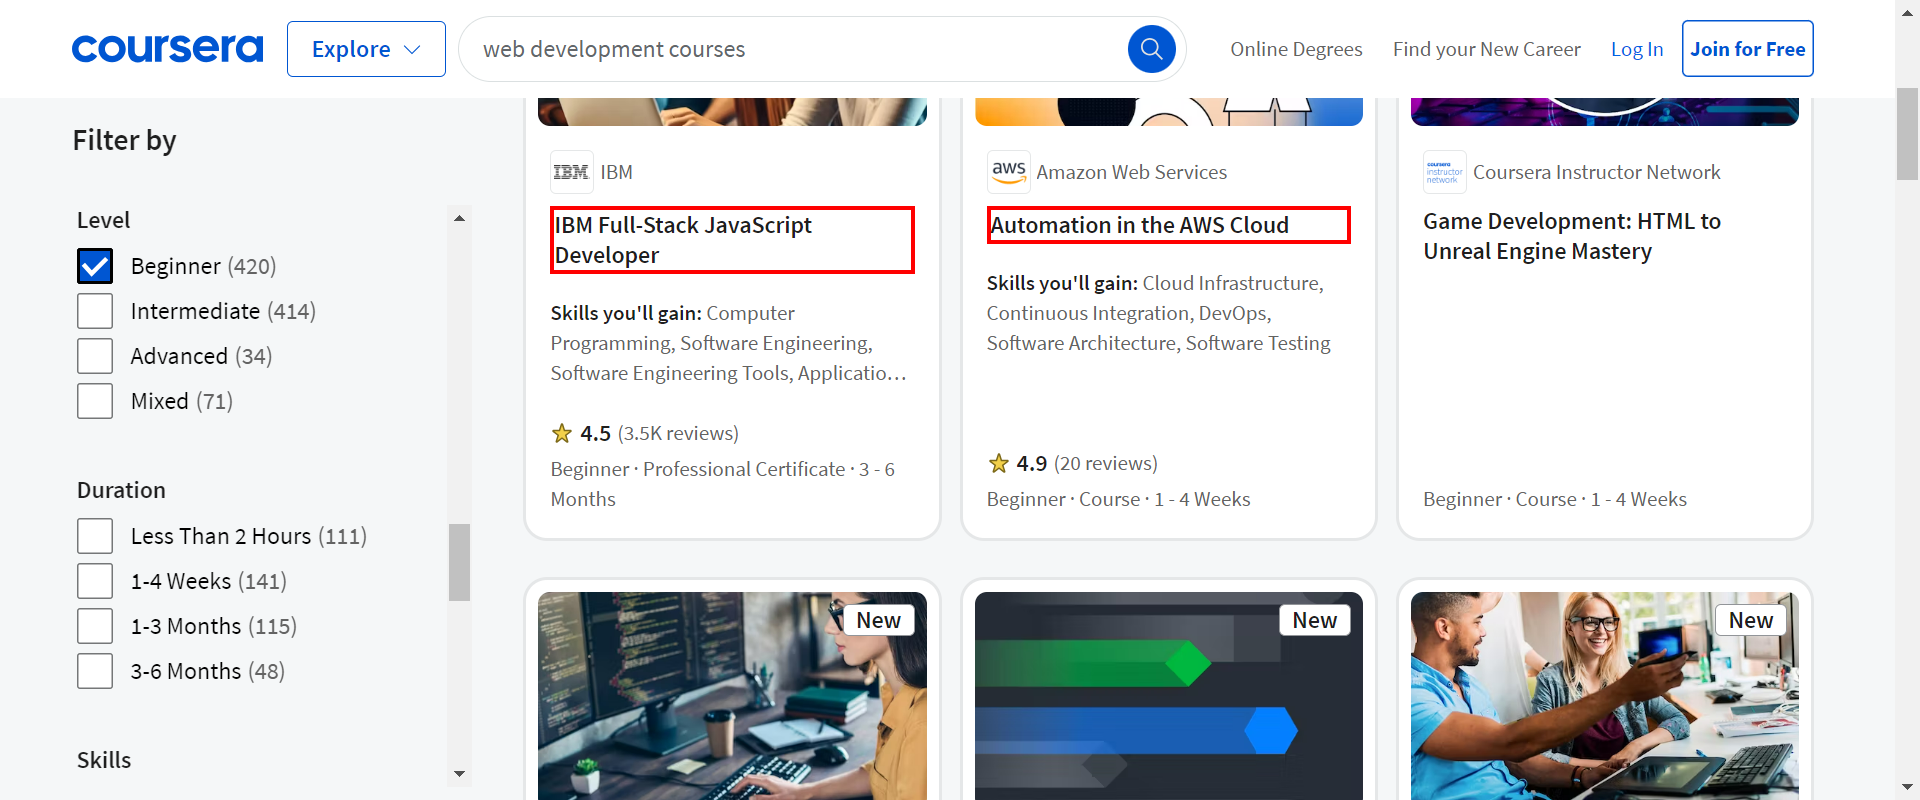 coursera
Explore
web development courses
Online Degrees
Find your New Career
Log In
Join for Free
Filter by
Level
Beginner (420)
Intermediate (414)
Advanced (34)
Mixed (71)
Duration
Less Than 2 Hours (111)
1-4 Weeks (141)
1-3 Months (115)
3-6 Months (48)
Skills
IBM
IBM
IBM Full-Stack JavaScript
Developer
Skills you'll gain: Computer
Programming, Software Engineering,
Software Engineering Tools, Applicatio…
4.5 (3.5K reviews)
Beginner · Professional Certificate · 3 - 6
Months
aws
Amazon Web Services
Automation in the AWS Cloud
Skills you'll gain: Cloud Infrastructure,
Continuous Integration, DevOps,
Software Architecture, Software Testing
4.9 (20 reviews)
Beginner · Course · 1 - 4 Weeks
coursera
instructor
network
Coursera Instructor Network
Game Development: HTML to
Unreal Engine Mastery
Beginner · Course · 1 - 4 Weeks
New
New
New